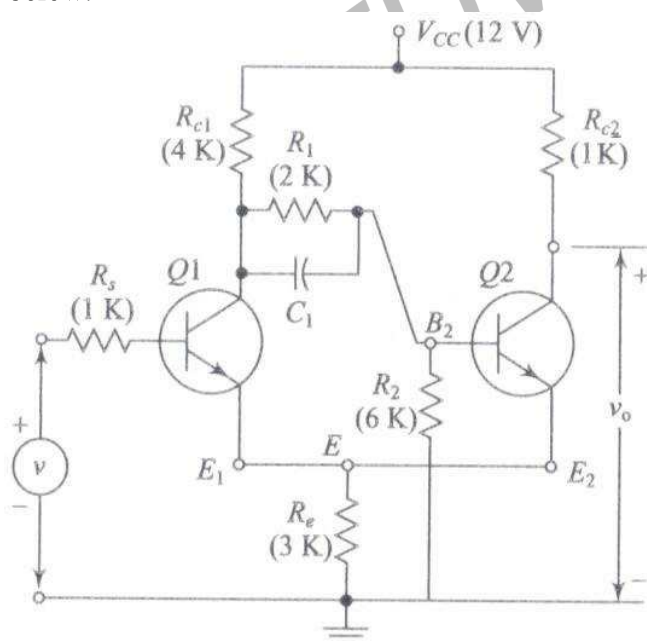 V_CC (12 V)
R_c1
(4 K)
R_1
(2 K)
R_c2
(1K)
Q1
C_1
Q2
R_s
(1 K)
B_2
R_2
(6 K)
+
v
−
E_1
E
E_2
R_e
(3 K)
+
v_o
−